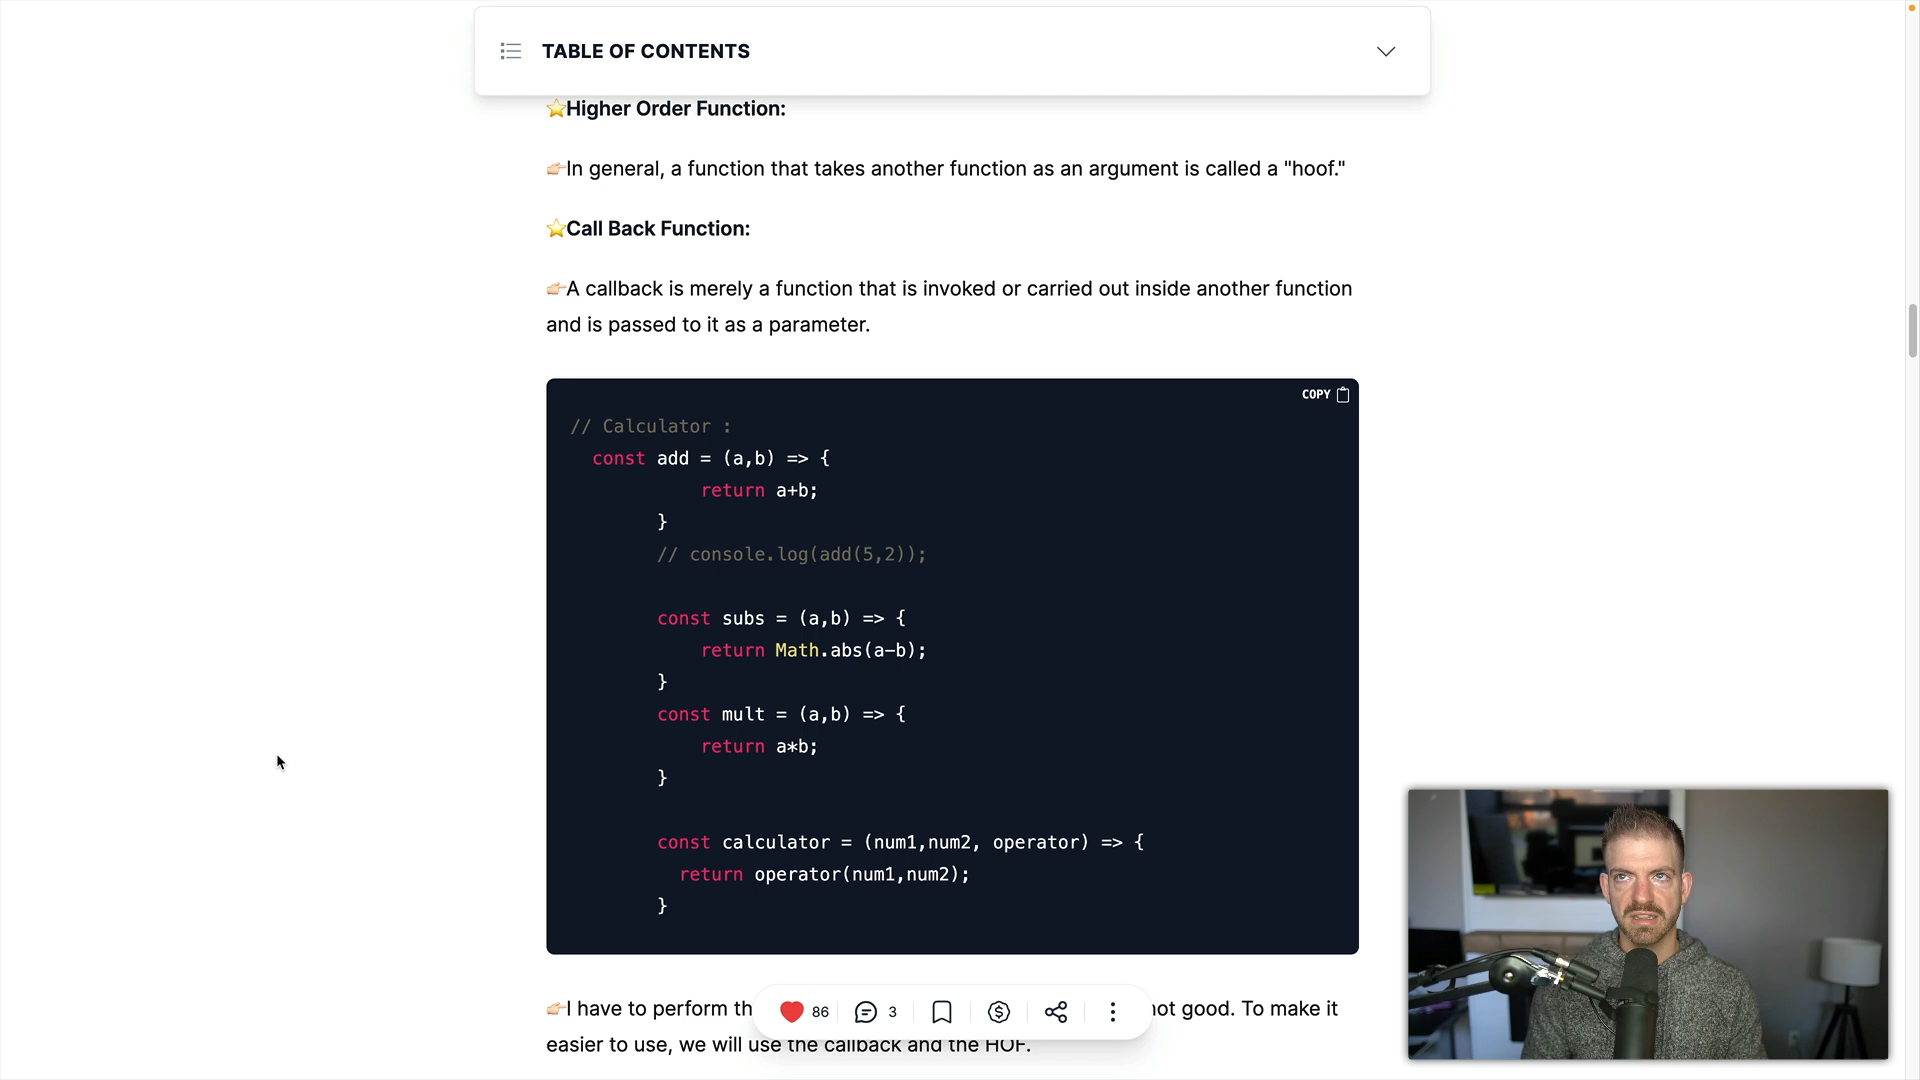 TABLE OF CONTENTS
⭐Higher Order Function:
👉🏻In general, a function that takes another function as an argument is called a "hoof."
⭐Call Back Function:
👉🏻A callback is merely a function that is invoked or carried out inside another function
and is passed to it as a parameter.
COPY
// Calculator :
const add = (a,b) => {
return a+b;
}
// console.log(add(5,2));
const subs = (a,b) => {
return Math.abs(a-b);
}
const mult = (a,b) => {
return a*b;
}
const calculator = (num1,num2, operator) => {
return operator(num1,num2);
}
👉🏻I have to perform th
86
3
not good. To make it
easier to use, we will use the callback and the HOF.